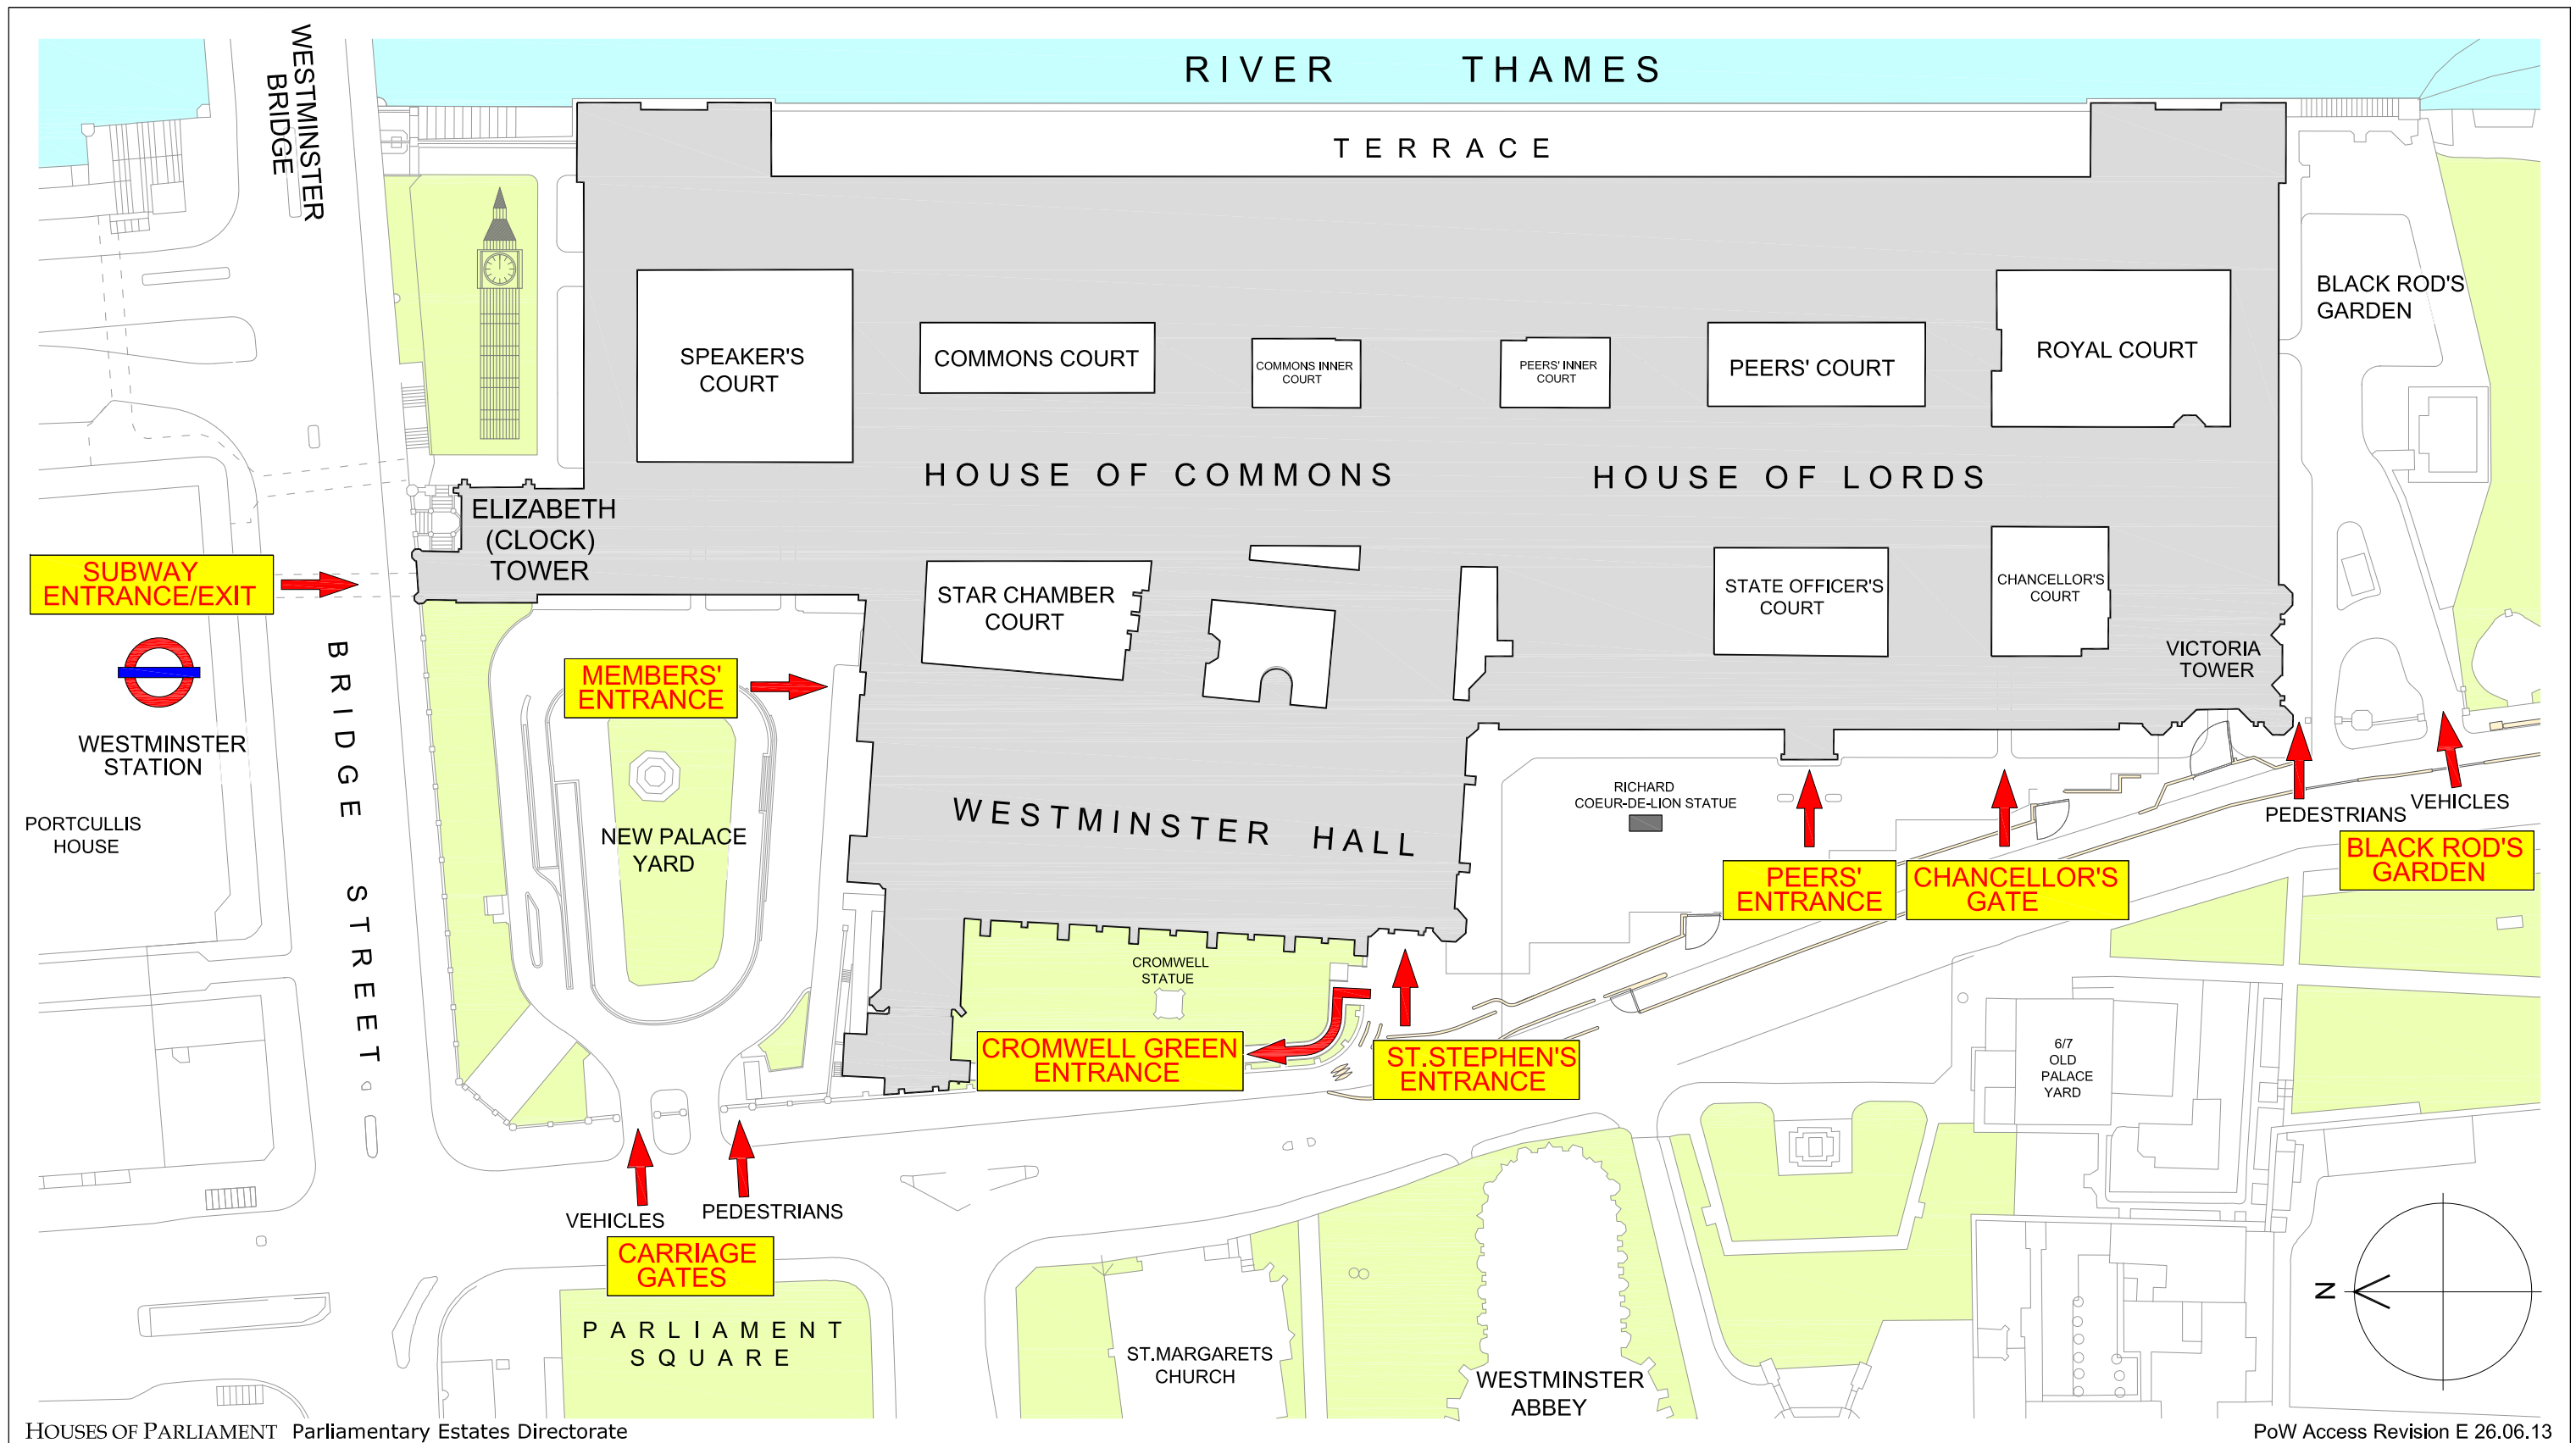 RIVER THAMES
WESTMINSTER
BRIDGE
TERRACE
BLACK ROD'S
GARDEN
SPEAKER'S
COURT
COMMONS COURT
COMMONS INNER
COURT
PEERS' INNER
COURT
PEERS' COURT
ROYAL COURT
HOUSE OF COMMONS
HOUSE OF LORDS
ELIZABETH
(CLOCK)
TOWER
SUBWAY
ENTRANCE/EXIT
STAR CHAMBER
COURT
STATE OFFICER'S
COURT
CHANCELLOR'S
COURT
VICTORIA
TOWER
MEMBERS'
ENTRANCE
WESTMINSTER
STATION
BRIDGE STREET
PORTCULLIS
HOUSE
NEW PALACE
YARD
WESTMINSTER HALL
RICHARD
COEUR-DE-LION STATUE
PEDESTRIANS
VEHICLES
PEERS'
ENTRANCE
CHANCELLOR'S
GATE
BLACK ROD'S
GARDEN
CROMWELL
STATUE
CROMWELL GREEN
ENTRANCE
ST.STEPHEN'S
ENTRANCE
6/7
OLD
PALACE
YARD
VEHICLES
PEDESTRIANS
CARRIAGE
GATES
PARLIAMENT
SQUARE
ST.MARGARETS
CHURCH
WESTMINSTER
ABBEY
N
HOUSES OF PARLIAMENT Parliamentary Estates Directorate
PoW Access Revision E 26.06.13